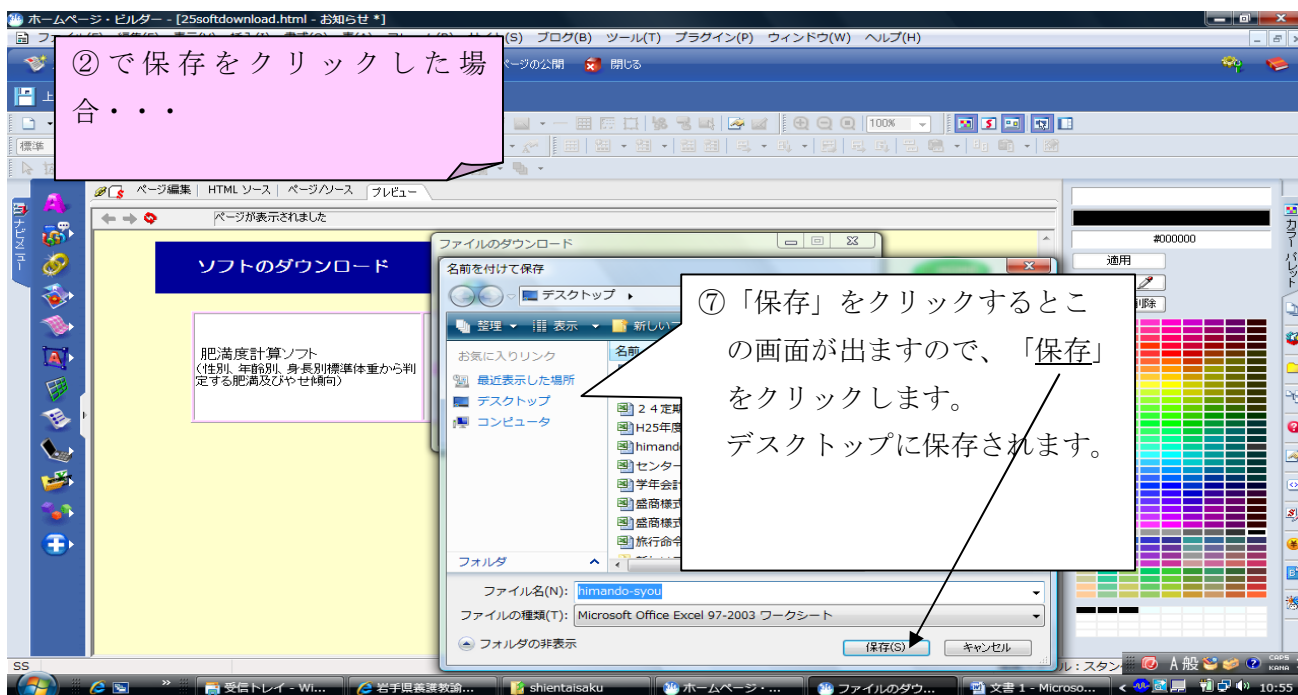 ホームページ・ビルダー - [25softdownload.html - お知らせ *]
ツール(T) プラグイン(P) ウィンドウ(W) ヘルプ(H)
(S) ブログ(B)
②で保存をクリックした場
合・・・
ページの公開 閉じる
上
100%
標準
ページ編集 HTML ソース ページ/ソース プレビュー
ページが表示されました
ナビメニュー
カラーパレット
#000000
適用
ソフトのダウンロード
肥満度計算ソフト
(性別、年齢別、身長別標準体重から判
定する肥満及びやせ傾向)
ファイルのダウンロード
名前を付けて保存
デスクトップ
整理 表示 新しい
お気に入りリンク
名前
最近表示した場所
デスクトップ
コンピュータ
24定期
H25年度
himando
センター
学年会計
盛商様式
盛商様式
旅行命令
フォルダ
⑦「保存」をクリックするとこ
の画面が出ますので、「保存」
をクリックします。
デスクトップに保存されます。
ファイル名(N): himando-syou
ファイルの種類(T): Microsoft Office Excel 97-2003 ワークシート
フォルダの非表示
保存(S) キャンセル
SS
ル : スタン
A 般
CAPS
KANA
受信トレイ - Wi... 岩手県養護教諭... shientaisaku ホームページ・... ファイルのダウ... 文書 1 - Microso... 10:55